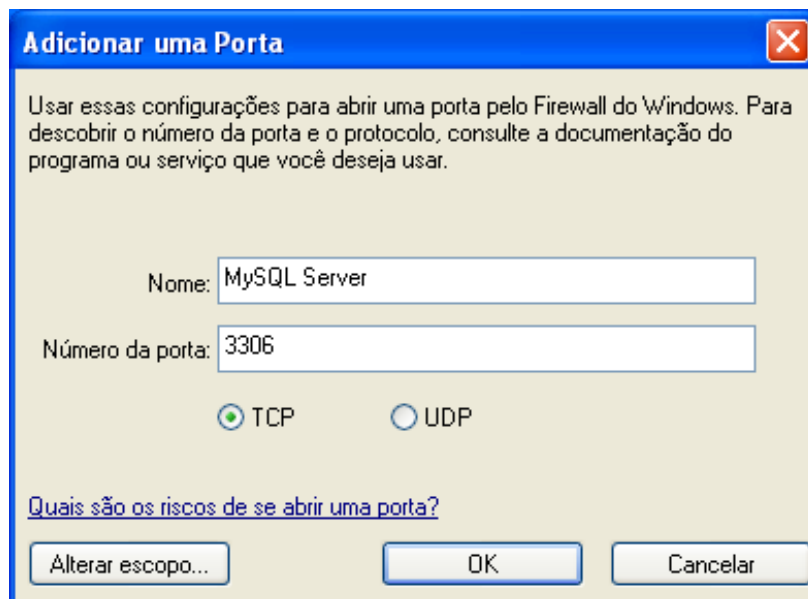 Adicionar uma Porta
Usar essas configurações para abrir uma porta pelo Firewall do Windows. Para
descobrir o número da porta e o protocolo, consulte a documentação do
programa ou serviço que você deseja usar.
Nome: MySQL Server
Número da porta: 3306
TCP UDP
Quais são os riscos de se abrir uma porta?
Alterar escopo... OK Cancelar